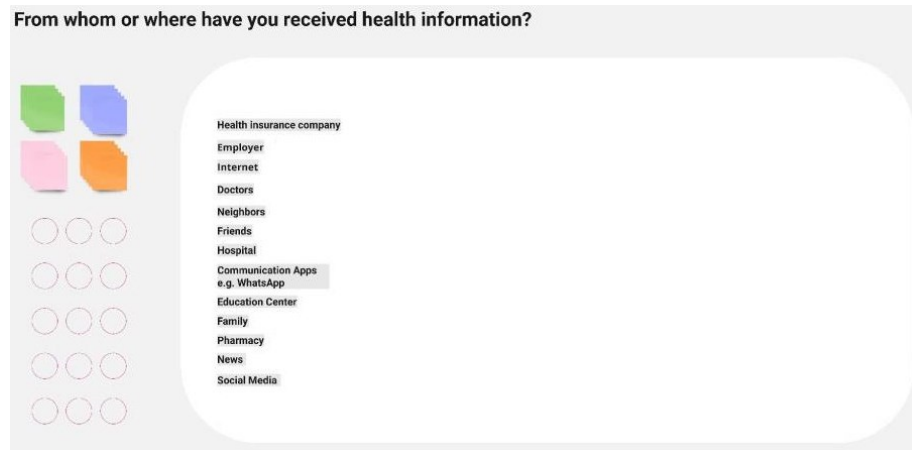 From whom or where have you received health information?
Health insurance company
Employer
Internet
Doctors
Neighbors
Friends
Hospital
Communication Apps
e.g. WhatsApp
Education Center
Family
Pharmacy
News
Social Media